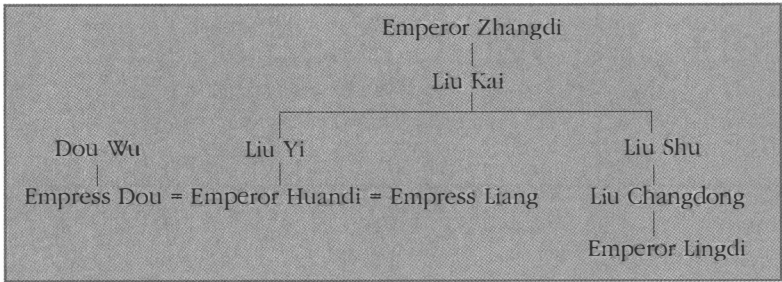 Emperor Zhangdi
Liu Kai
Dou Wu Liu Yi Liu Shu
Empress Dou = Emperor Huandi = Empress Liang Liu Changdong
Emperor Lingdi